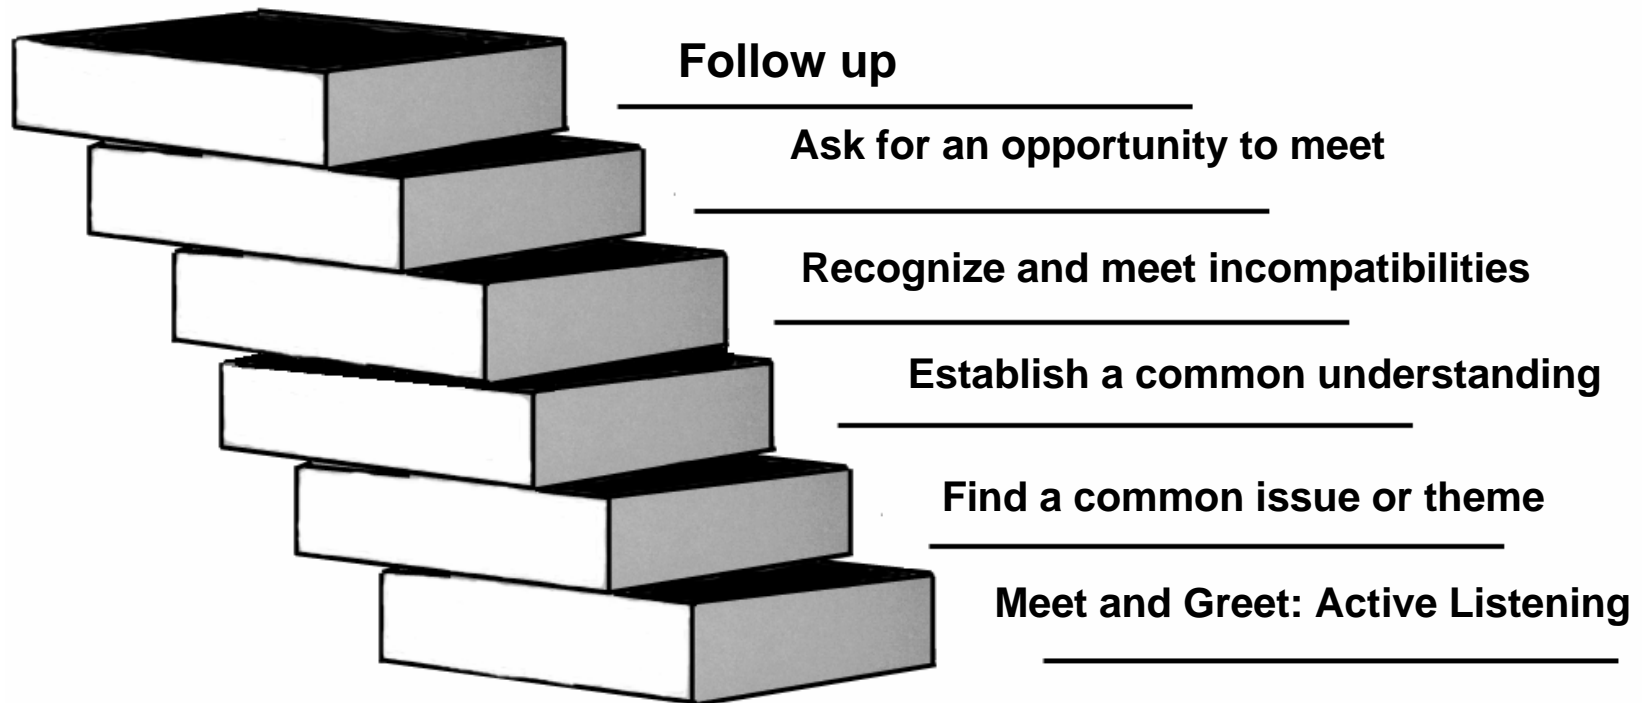 Follow up
Ask for an opportunity to meet
Recognize and meet incompatibilities
Establish a common understanding
Find a common issue or theme
Meet and Greet: Active Listening